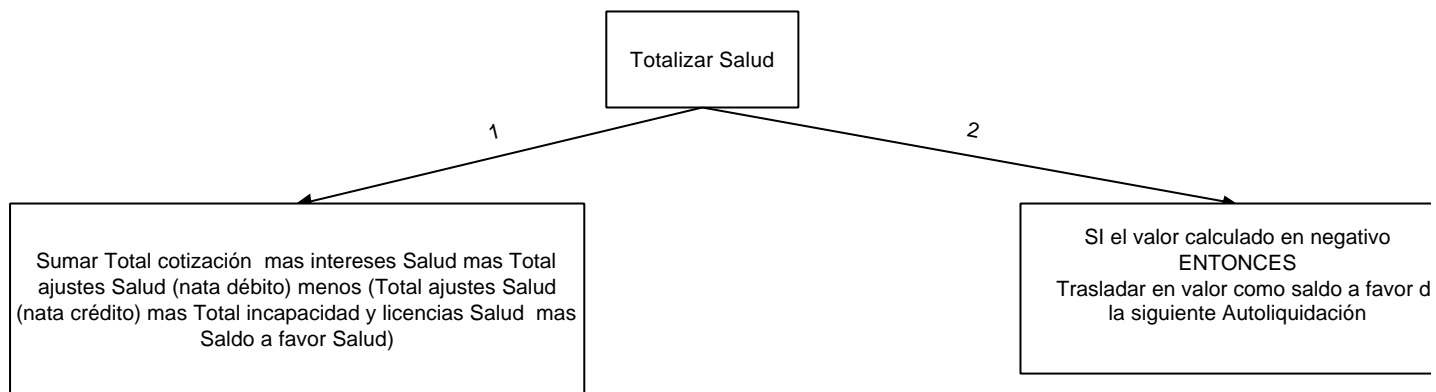 Totalizar Salud
1
2
Sumar Total cotización mas intereses Salud mas Total
ajustes Salud (nata débito) menos (Total ajustes Salud
(nata crédito) mas Total incapacidad y licencias Salud mas
Saldo a favor Salud)
SI el valor calculado en negativo
ENTONCES
Trasladar en valor como saldo a favor d
la siguiente Autoliquidación